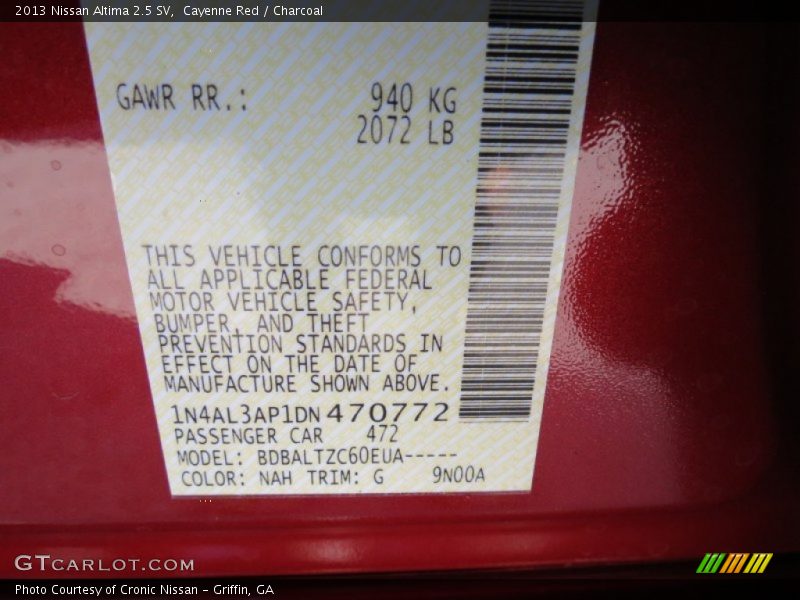 2013 Nissan Altima 2.5 SV,  Cayenne Red / Charcoal
GAWR RR.: 940 KG
2072 LB
THIS VEHICLE CONFORMS TO
ALL APPLICABLE FEDERAL
MOTOR VEHICLE SAFETY,
BUMPER, AND THEFT
PREVENTION STANDARDS IN
EFFECT ON THE DATE OF
MANUFACTURE SHOWN ABOVE.
1N4AL3AP1DN470772
PASSENGER CAR 472
MODEL: BDBALTZC60EUA-----
COLOR: NAH TRIM: G 9N00A
GTCARLOT.COM
Photo Courtesy of Cronic Nissan - Griffin, GA